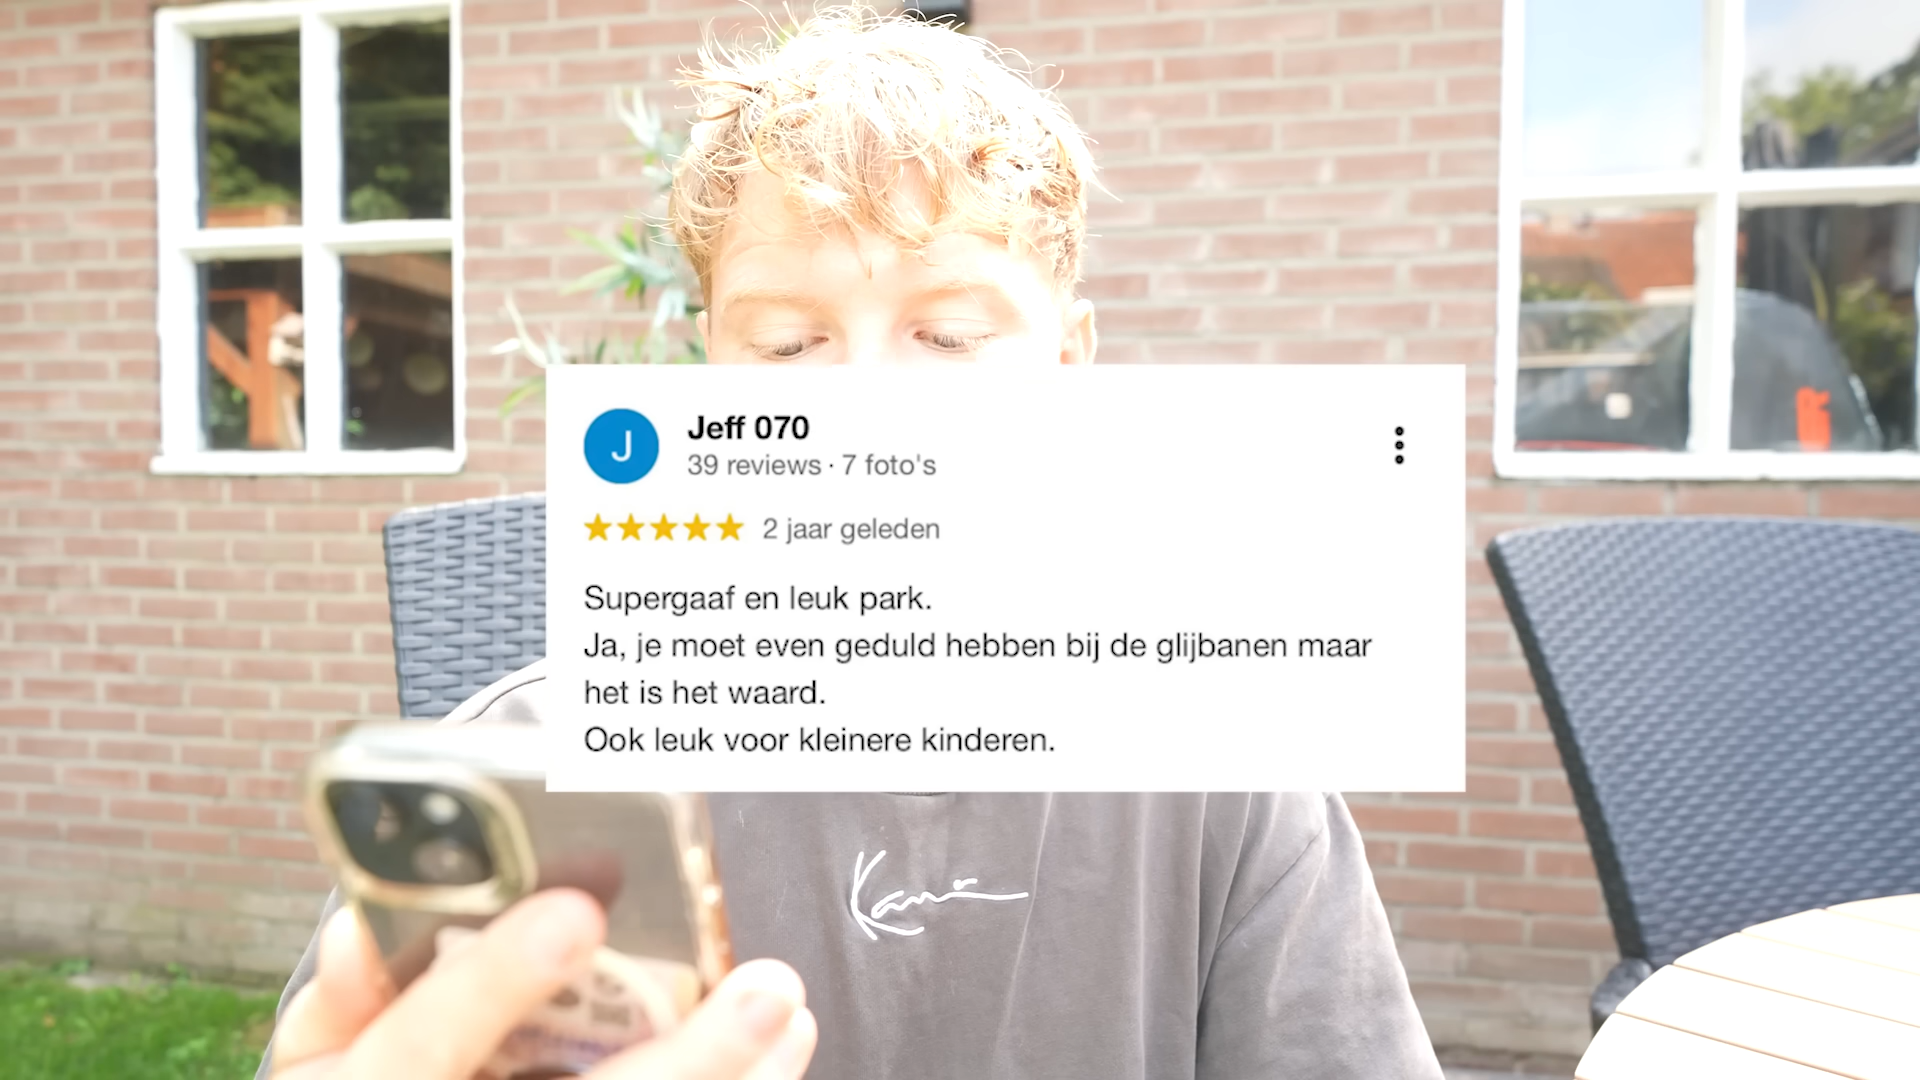 J
Jeff 070
39 reviews · 7 foto's
★★★★★ 2 jaar geleden
Supergaaf en leuk park.
Ja, je moet even geduld hebben bij de glijbanen maar
het is het waard.
Ook leuk voor kleinere kinderen.